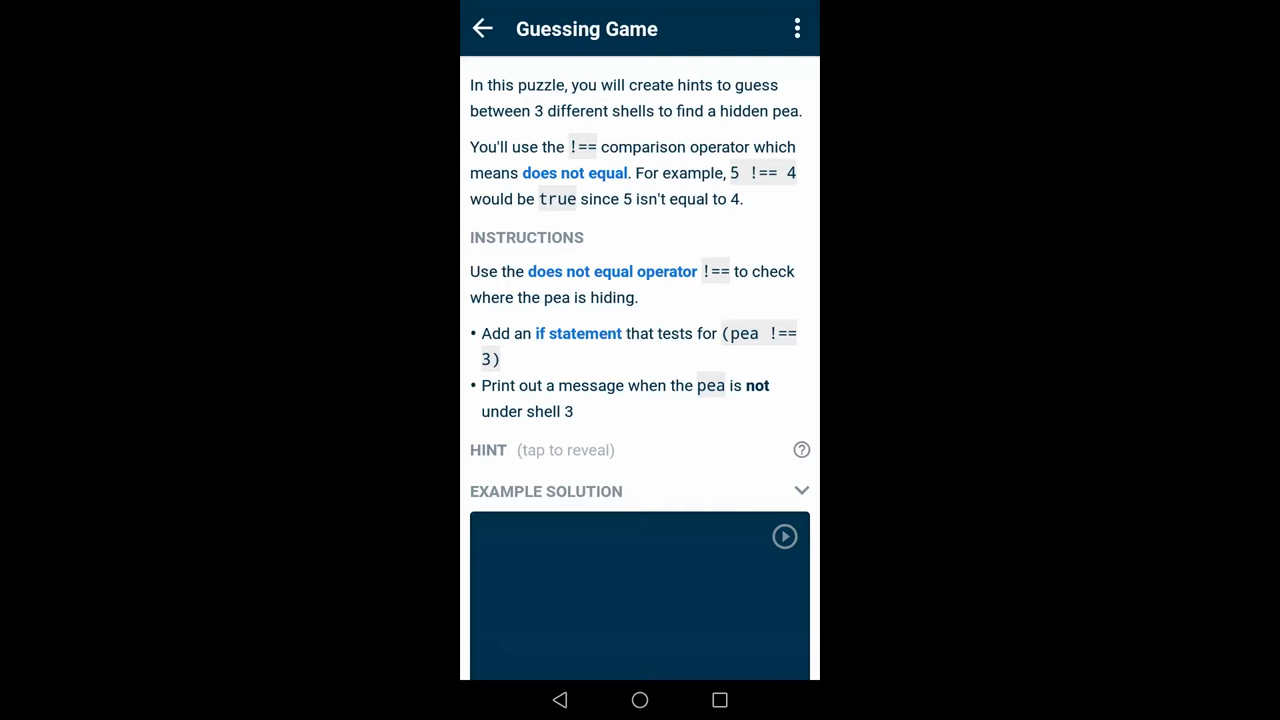 Guessing Game
In this puzzle, you will create hints to guess
between 3 different shells to find a hidden pea.
You'll use the !== comparison operator which
means does not equal. For example, 5 !== 4
would be true since 5 isn't equal to 4.
INSTRUCTIONS
Use the does not equal operator !== to check
where the pea is hiding.
• Add an if statement that tests for (pea !==
3)
• Print out a message when the pea is not
under shell 3
HINT (tap to reveal)
EXAMPLE SOLUTION